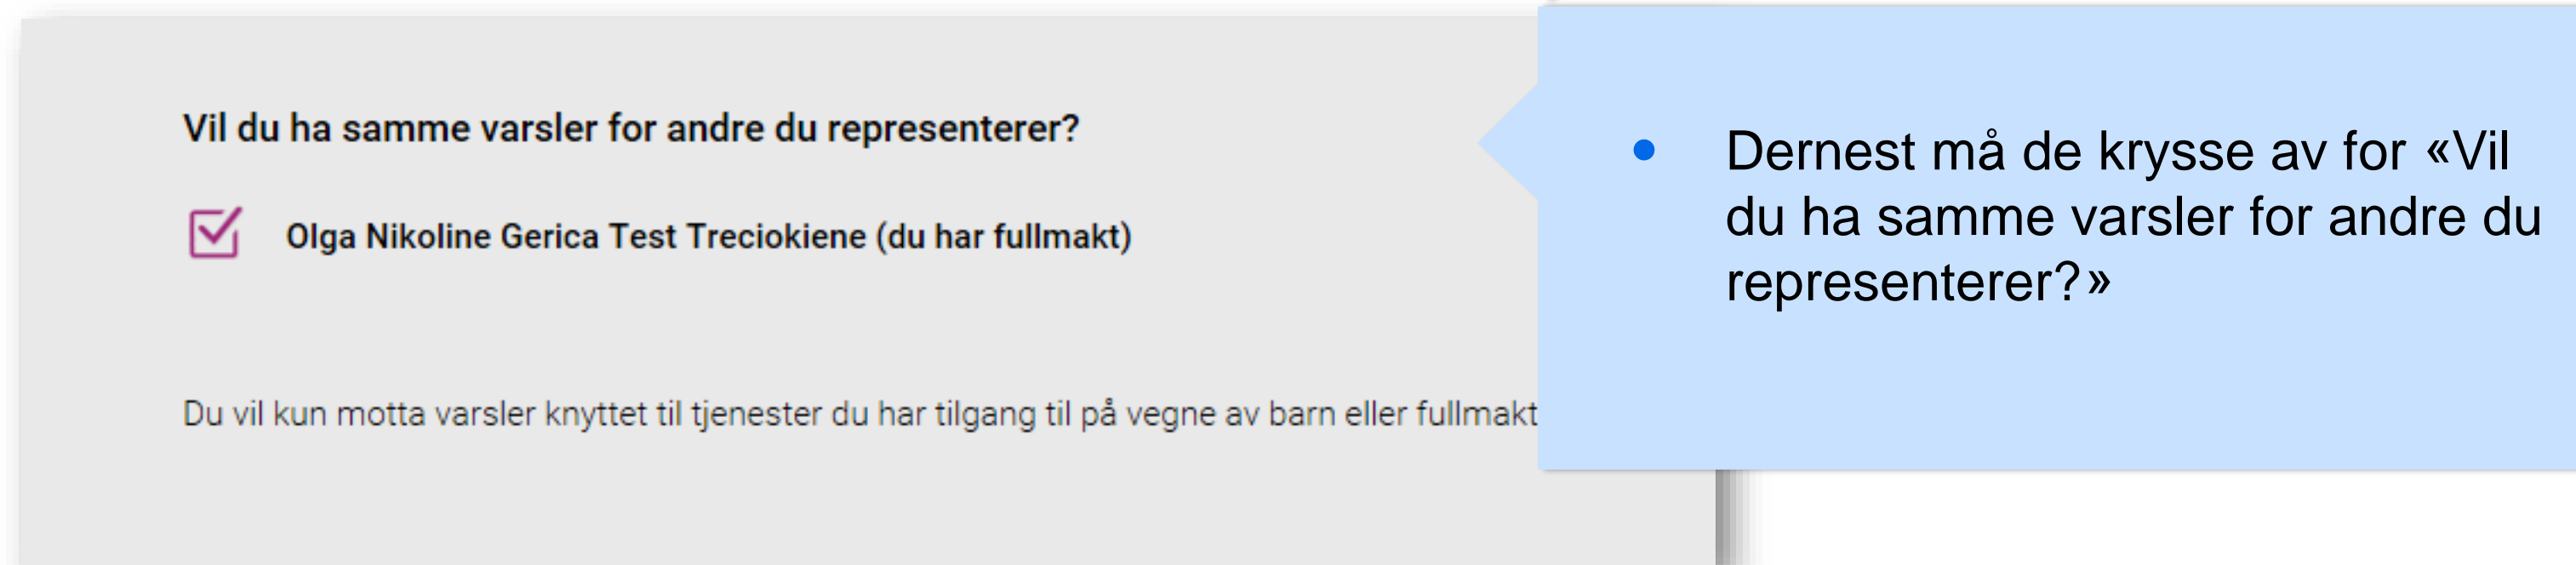 Vil du ha samme varsler for andre du representerer?
Olga Nikoline Gerica Test Treciokiene (du har fullmakt)
Du vil kun motta varsler knyttet til tjenester du har tilgang til på vegne av barn eller fullmakt
• Dernest må de krysse av for «Vil
du ha samme varsler for andre du
representerer?»